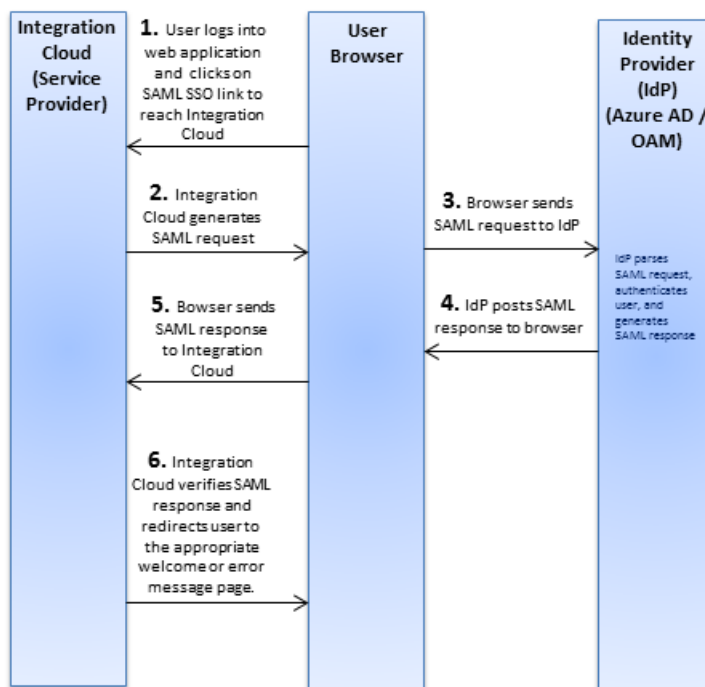 Integration
Cloud
(Service
Provider)
1. User logs into
web application
and clicks on
SAML SSO link to
reach Integration
Cloud
User
Browser
Identity
Provider
(IdP)
(Azure AD /
OAM)
2. Integration
Cloud generates
SAML request
3. Browser sends
SAML request to IdP
IdP parses
SAML request,
authenticates
user, and
generates
SAML response
5. Bowser sends
SAML response
to Integration
Cloud
4. IdP posts SAML
response to browser
6. Integration
Cloud verifies SAML
response and
redirects user to
the appropriate
welcome or error
message page.